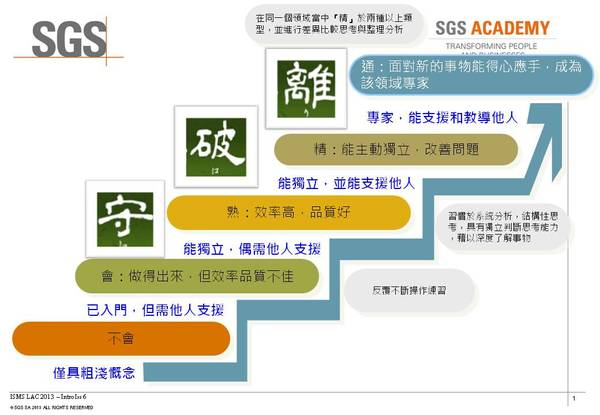 SGS
在同一個領域當中「精」於兩種以上類
型，並進行差異比較思考與整理分析
SGS ACADEMY
TRANSFORMING PEOPLE
AND BUSINESSES
離
通：面對新的事物能得心應手，成為
該領域專家
專家，能支援和教導他人
破
精：能主動獨立，改善問題
能獨立，並能支援他人
守
熟：效率高，品質好
習慣於系統分析，結構性思
考，具有獨立判斷思考能力
，藉以深度了解事物
能獨立，偶需他人支援
會：做得出來，但效率品質不佳
反覆不斷操作練習
已入門，但需他人支援
不會
僅具粗淺慨念
ISMS LAC 2013 –
6
1
© SGS SA 2013 ALL RIGHTS RESERVED